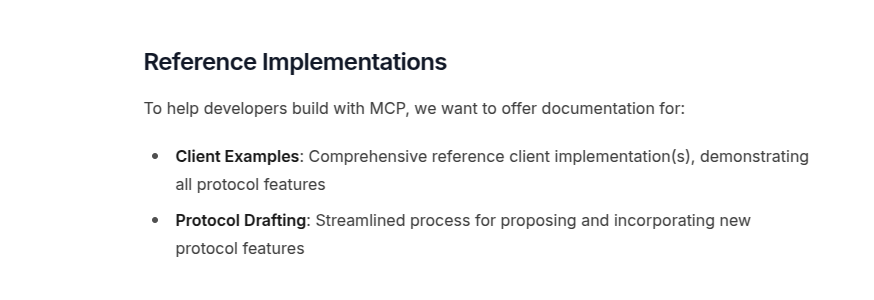 Reference Implementations
To help developers build with MCP, we want to offer documentation for:
• Client Examples: Comprehensive reference client implementation(s), demonstrating
all protocol features
• Protocol Drafting: Streamlined process for proposing and incorporating new
protocol features